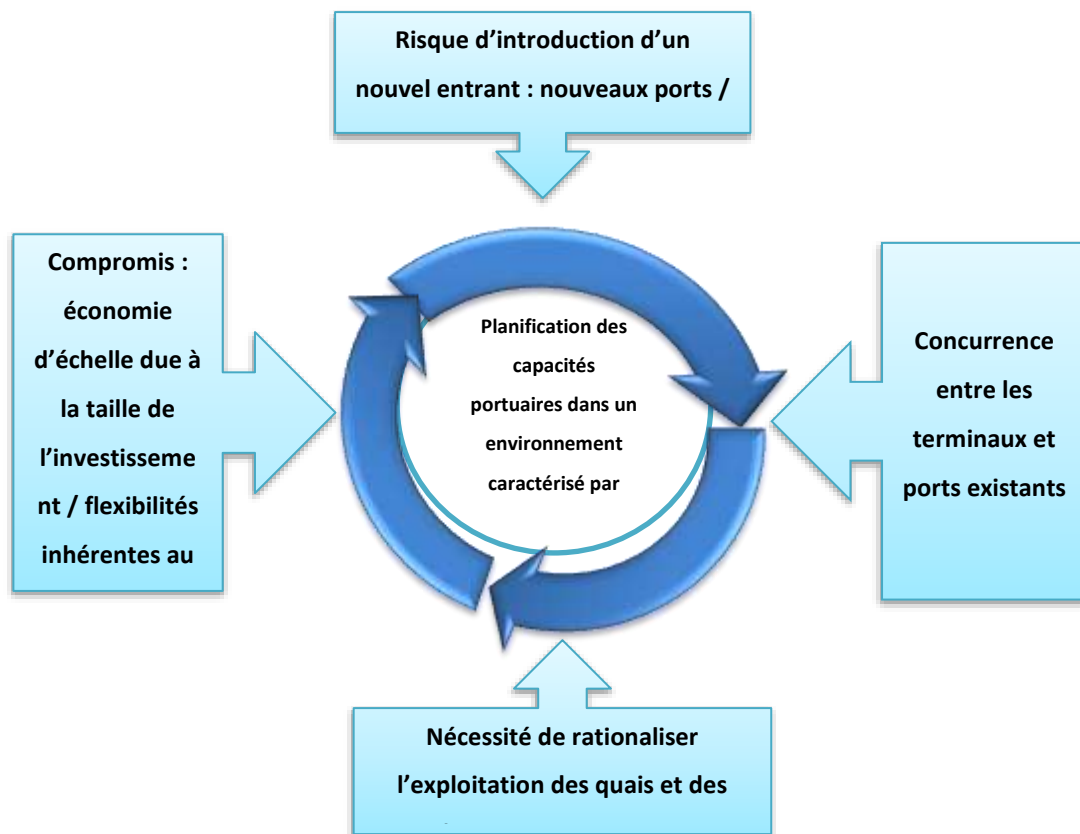 Risque d’introduction d’un
nouvel entrant : nouveaux ports /
Compromis :
économie
d’échelle due à
la taille de
l’investisseme
nt / flexibilités
inhérentes au
Planification des
capacités
portuaires dans un
environnement
caractérisé par
Concurrence
entre les
terminaux et
ports existants
Nécessité de rationaliser
l’exploitation des quais et des